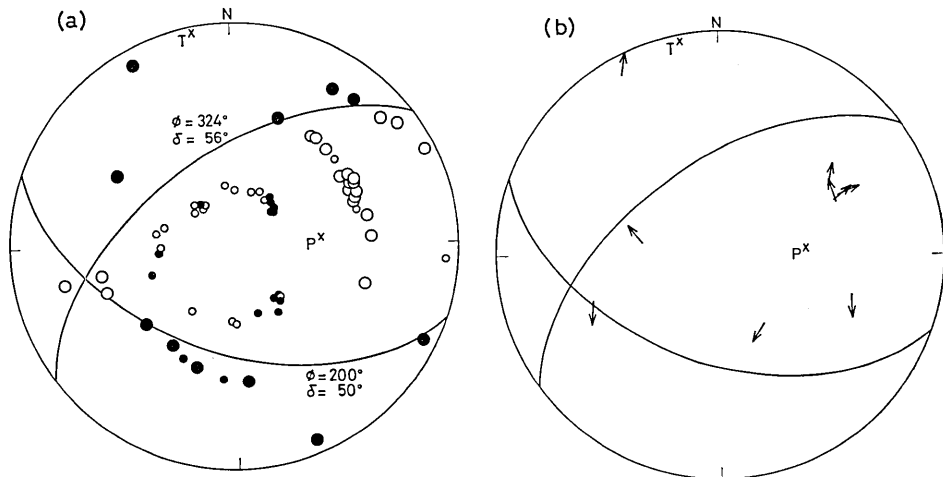 (a)
N
T x
ϕ = 324°
δ = 56°
P x
ϕ = 200°
δ = 50°
(b)
N
T x
P x